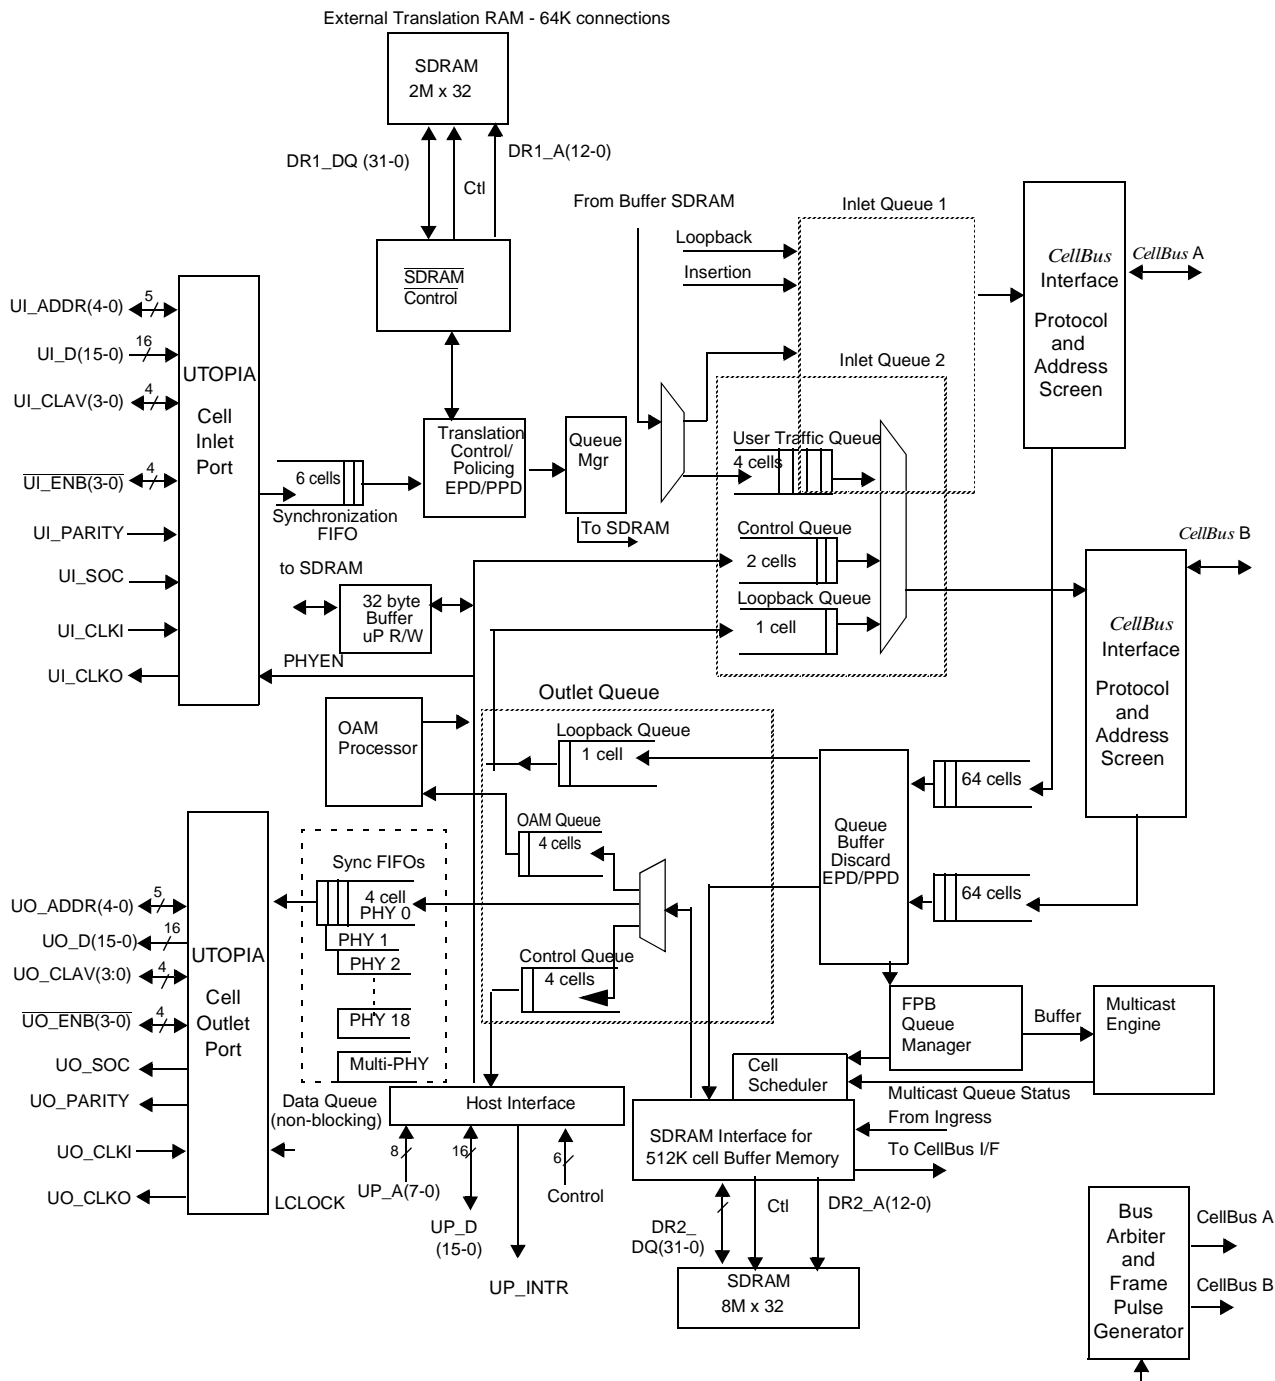 External Translation RAM - 64K connections
SDRAM
2M x 32
DR1_DQ (31-0)
Ctl
DR1_A(12-0)
SDRAM
Control
From Buffer SDRAM
Loopback
Insertion
Inlet Queue 1
Inlet Queue 2
CellBus
Interface
Protocol
and
Address
Screen
CellBus A
UI_ADDR(4-0)
5
UI_D(15-0)
16
UI_CLAV(3-0)
4
UI_ENB(3-0)
4
UI_PARITY
UI_SOC
UI_CLKI
UI_CLKO
UTOPIA
Cell
Inlet
Port
6 cells
Synchronization
FIFO
Translation
Control/
Policing
EPD/PPD
Queue
Mgr
To SDRAM
User Traffic Queue
4 cells
Control Queue
2 cells
Loopback Queue
1 cell
CellBus B
CellBus
Interface
Protocol
and
Address
Screen
to SDRAM
32 byte
Buffer
uP R/W
PHYEN
OAM
Processor
Outlet Queue
Loopback Queue
1 cell
OAM Queue
4 cells
Control Queue
4 cells
Queue
Buffer
Discard
EPD/PPD
64 cells
64 cells
Sync FIFOs
4 cell
PHY 0
PHY 1
PHY 2
PHY 18
Multi-PHY
Data Queue
(non-blocking)
UO_ADDR(4-0)
5
UO_D(15-0)
16
UO_CLAV(3:0)
4
UO_ENB(3-0)
4
UO_SOC
UO_PARITY
UO_CLKI
UO_CLKO
UTOPIA
Cell
Outlet
Port
LCLOCK
FPB
Queue
Manager
Buffer
Multicast
Engine
Cell
Scheduler
Multicast Queue Status
From Ingress
To CellBus I/F
Host Interface
8
UP_A(7-0)
16
UP_D
(15-0)
UP_INTR
6
Control
SDRAM Interface for
512K cell Buffer Memory
DR2_
DQ(31-0)
Ctl
DR2_A(12-0)
SDRAM
8M x 32
Bus
Arbiter
and
Frame
Pulse
Generator
CellBus A
CellBus B